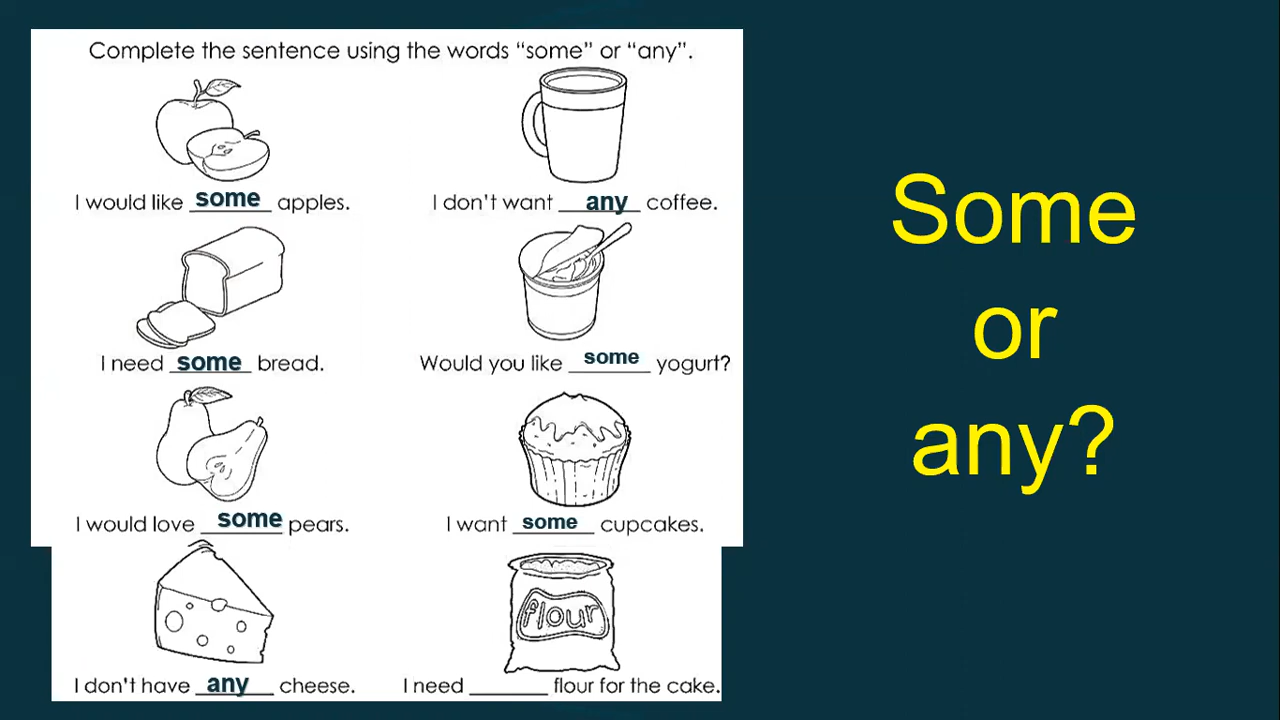 Complete the sentence using the words “some” or “any”.
I would like some apples.
I don't want any coffee.
I need some bread.
Would you like some yogurt?
I would love some pears.
I want some cupcakes.
flour
I don't have any cheese.
I need _______ flour for the cake.
Some
or
any?